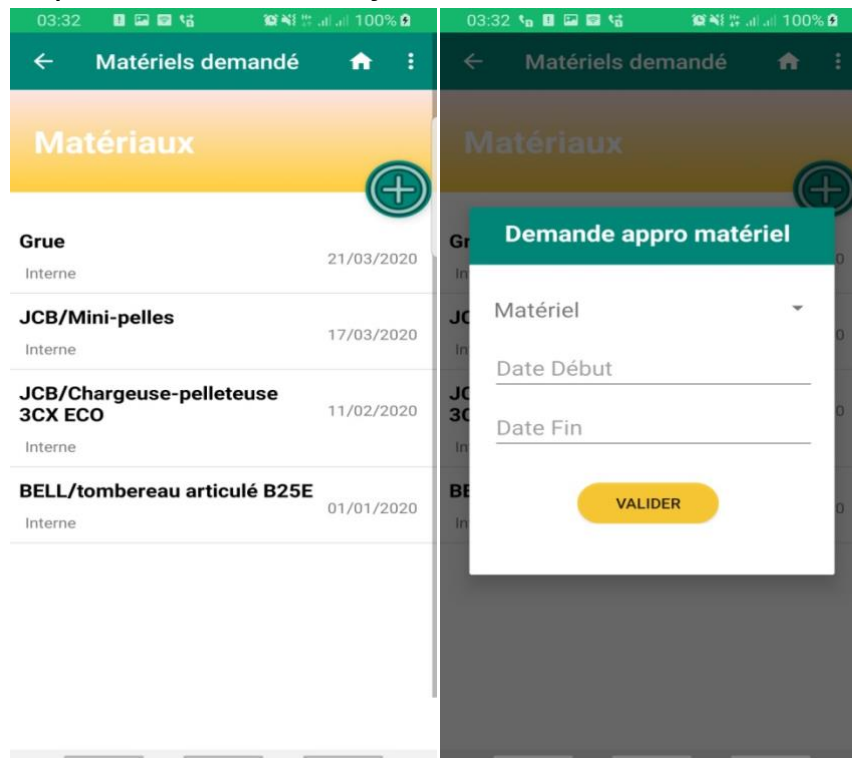 03:32
100%
Matériels demandé
Matériaux
Grue
Interne
21/03/2020
JCB/Mini-pelles
Interne
17/03/2020
JCB/Chargeuse-pelleteuse
3CX ECO
Interne
11/02/2020
BELL/tombereau articulé B25E
Interne
01/01/2020
03:32
100%
Matériels demandé
Matériaux
Demande appro matériel
Matériel
Date Début
Date Fin
VALIDER